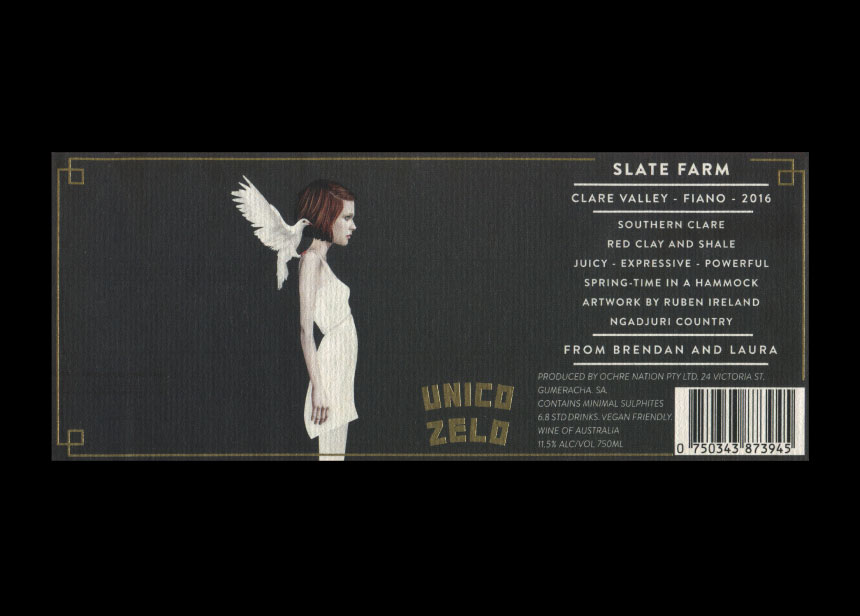 SLATE FARM
CLARE VALLEY - FIANO - 2016
SOUTHERN CLARE
RED CLAY AND SHALE
JUICY - EXPRESSIVE - POWERFUL
SPRING-TIME IN A HAMMOCK
ARTWORK BY RUBEN IRELAND
NGADJURI COUNTRY
FROM BRENDAN AND LAURA
PRODUCED BY OCHRE NATION PTY LTD. 24 VICTORIA ST.
GUMERACHA. SA.
CONTAINS MINIMAL SULPHITES
6.8 STD DRINKS. VEGAN FRIENDLY.
WINE OF AUSTRALIA
11.5% ALC/VOL 750ML
UNICO
ZELO
0 750343 873945